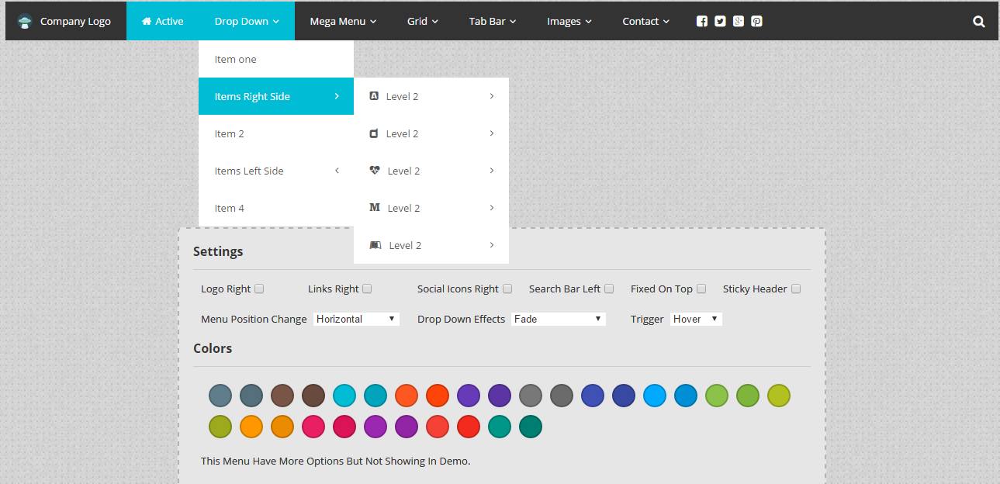 Company Logo Active Drop Down Mega Menu Grid Tab Bar Images Contact
Item one
Items Right Side Level 2
Item 2 Level 2
Items Left Side Level 2
Item 4 Level 2
Level 2
Settings
Logo Right Links Right Social Icons Right Search Bar Left Fixed On Top Sticky Header
Menu Position Change Horizontal Drop Down Effects Fade Trigger Hover
Colors
This Menu Have More Options But Not Showing In Demo.